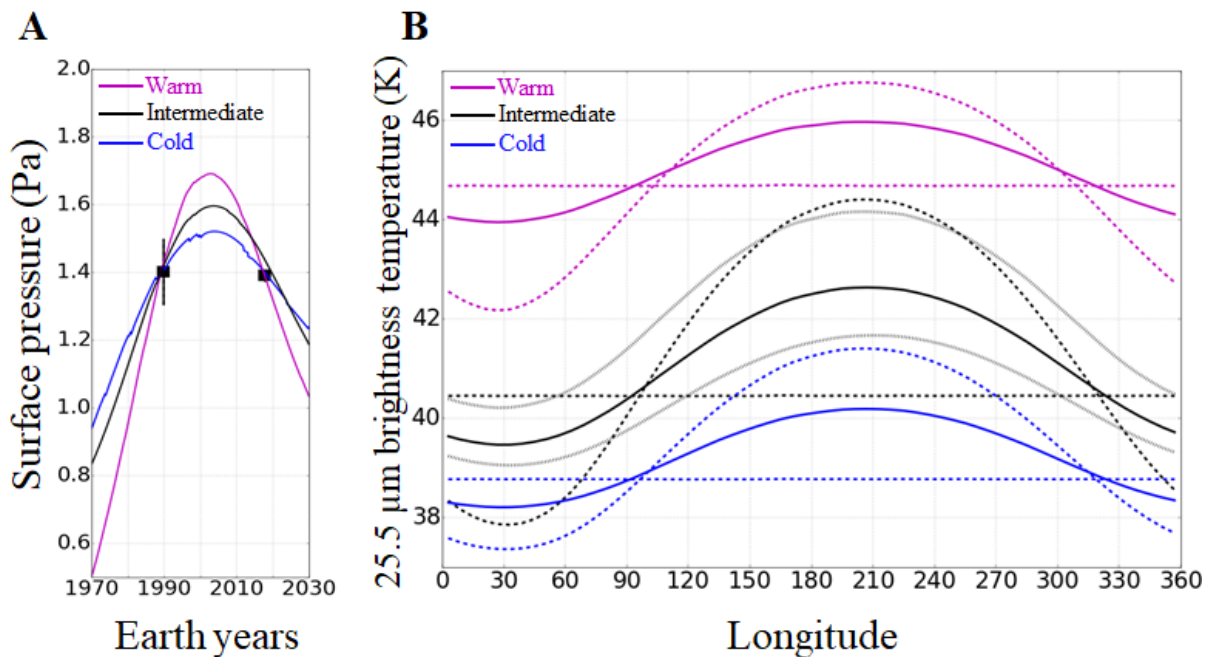 A
B
Surface pressure (Pa)
2.0
1.8
1.6
1.4
1.2
1.0
0.8
0.6
Warm
Intermediate
Cold
1970 1990 2010 2030
Earth years
25.5 μm brightness temperature (K)
46
44
42
40
38
Warm
Intermediate
Cold
0 30 60 90 120 150 180 210 240 270 300 330 360
Longitude